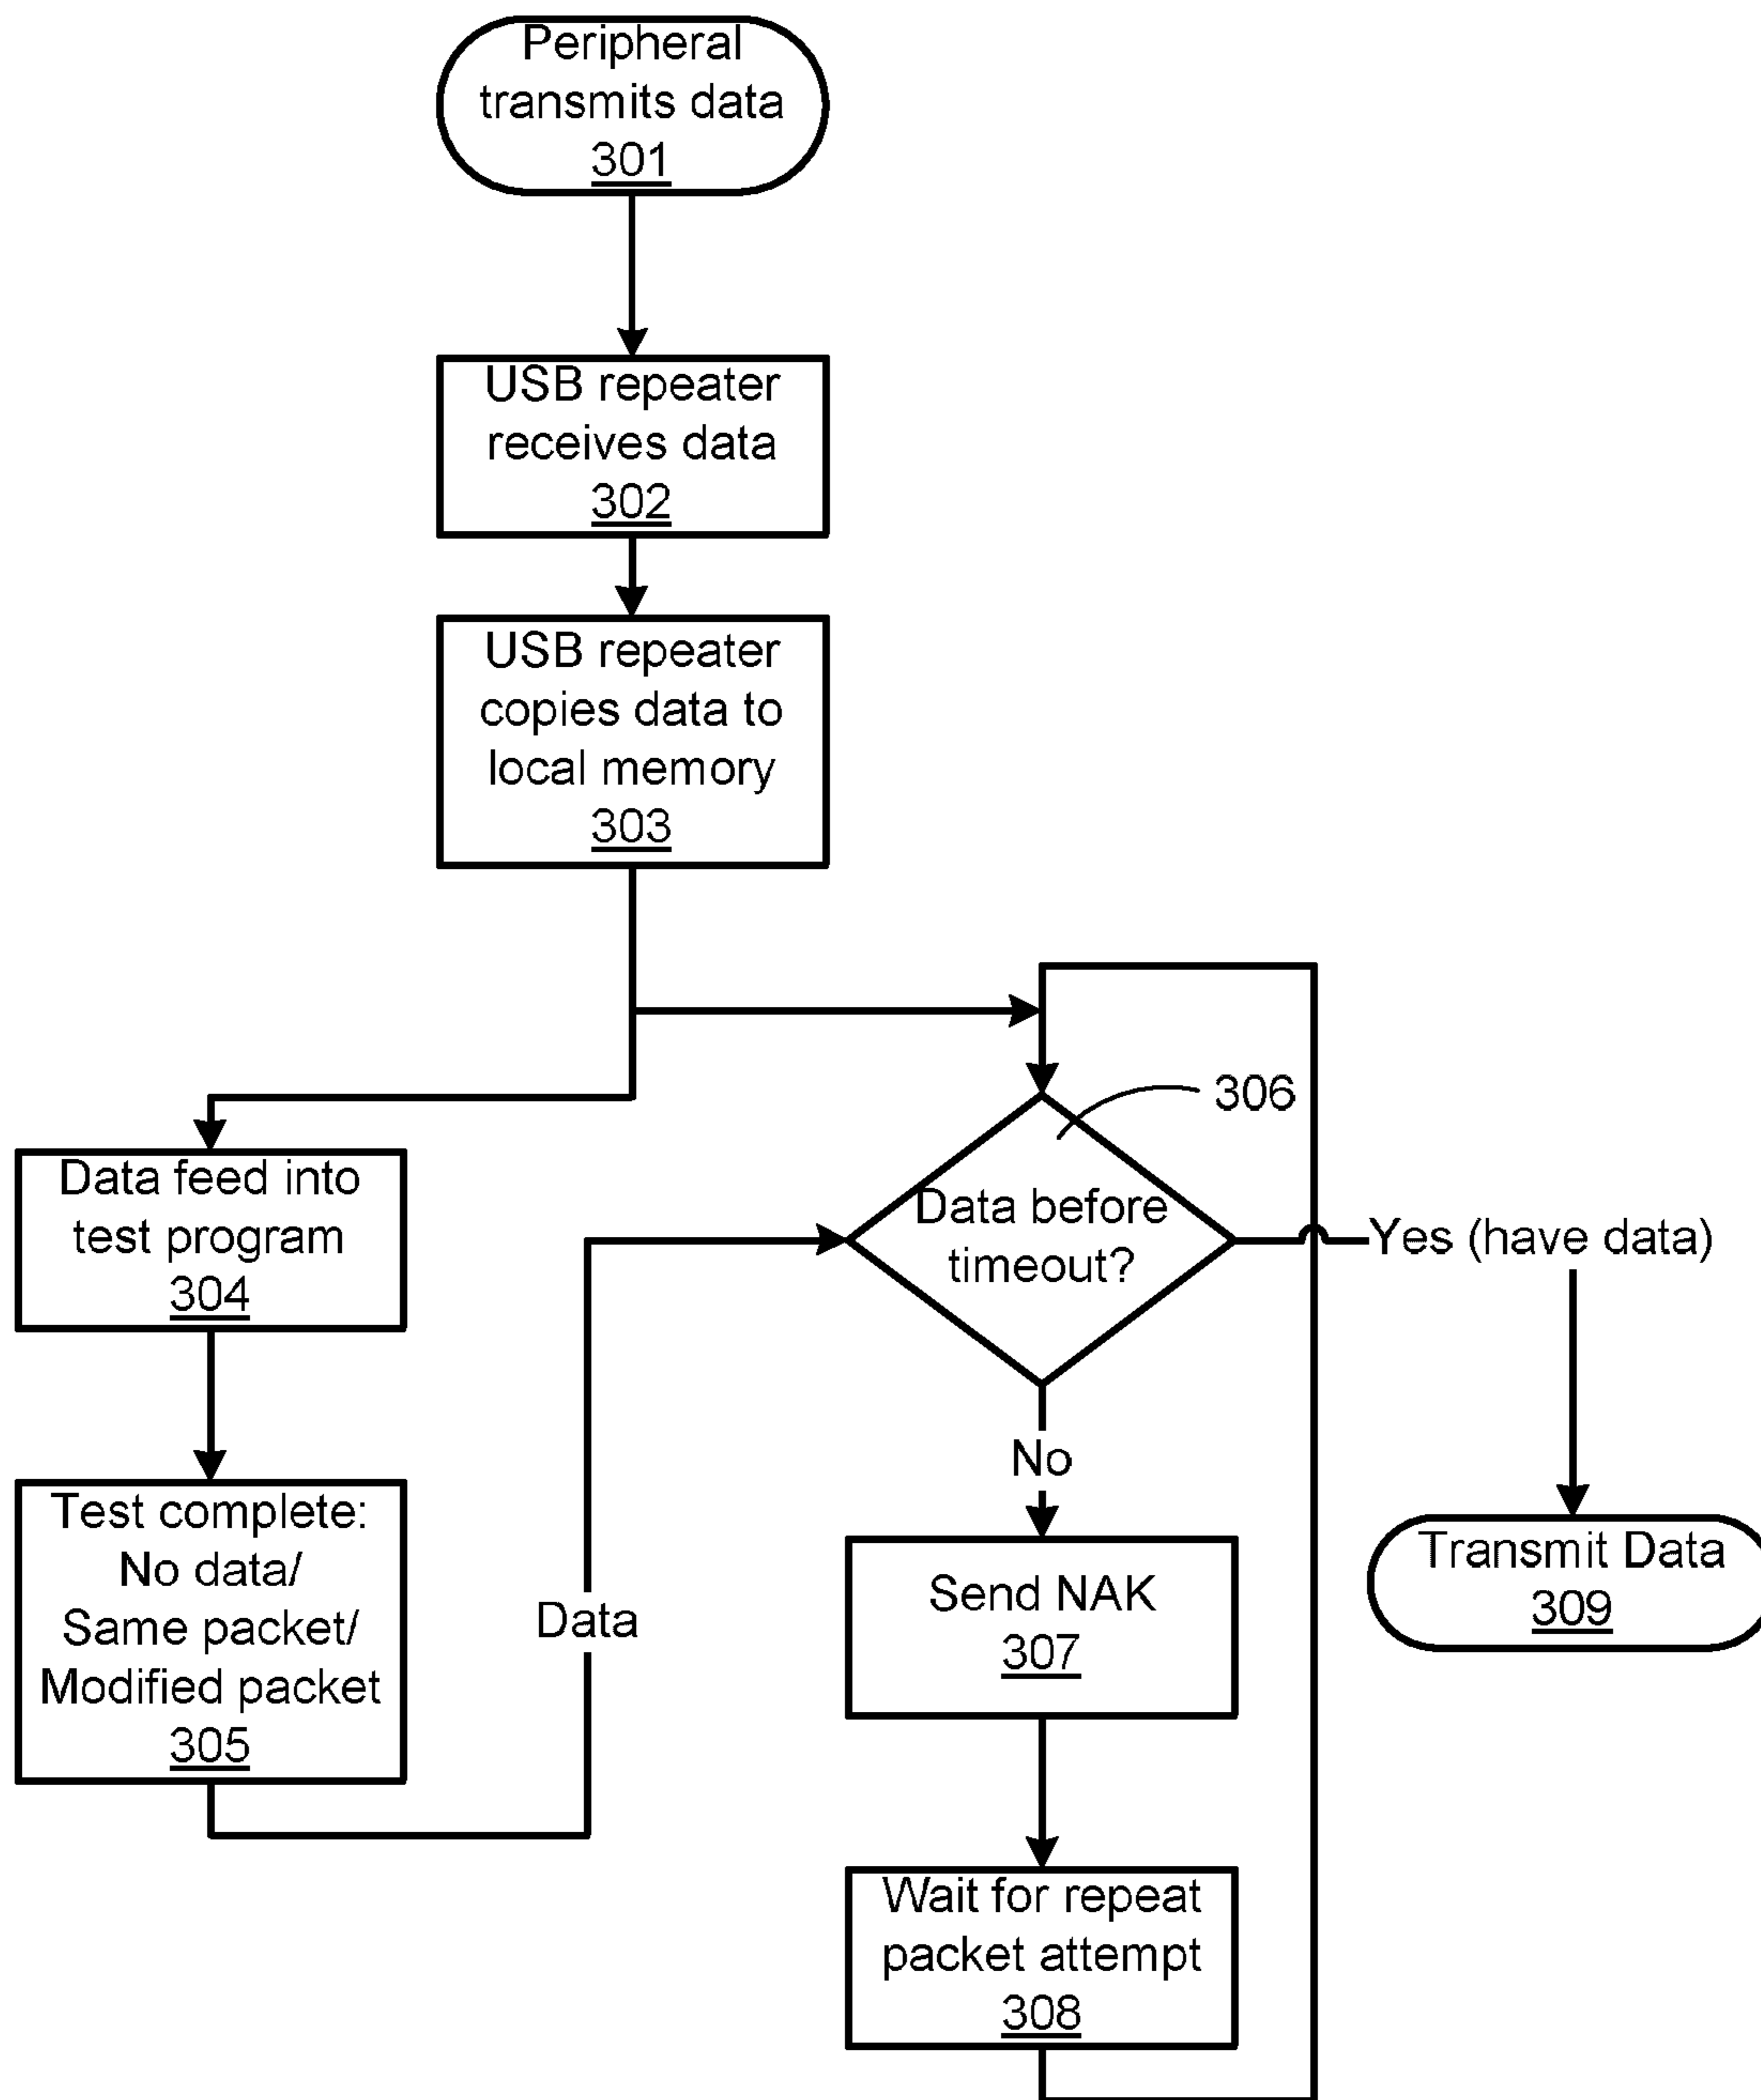 Peripheral
transmits data
301
USB repeater
receives data
302
USB repeater
copies data to
local memory
303
306
Data feed into
test program
304
Data before
timeout?
Yes (have data)
No
Test complete:
No data/
Same packet/
Modified packet
305
Data
Send NAK
307
Transmit Data
309
Wait for repeat
packet attempt
308